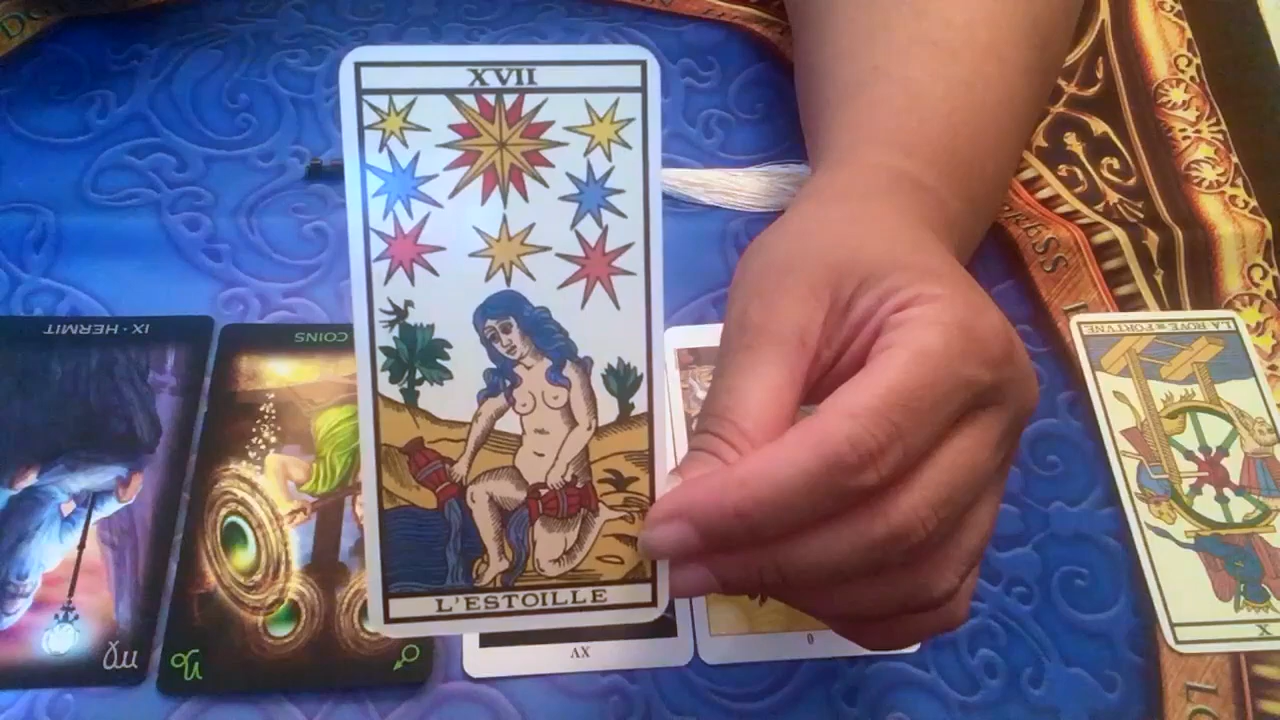 XVII
L'ESTOILLE
IX · HERMIT
COINS
XV
0
LA ROVE DE FORTVNE
X